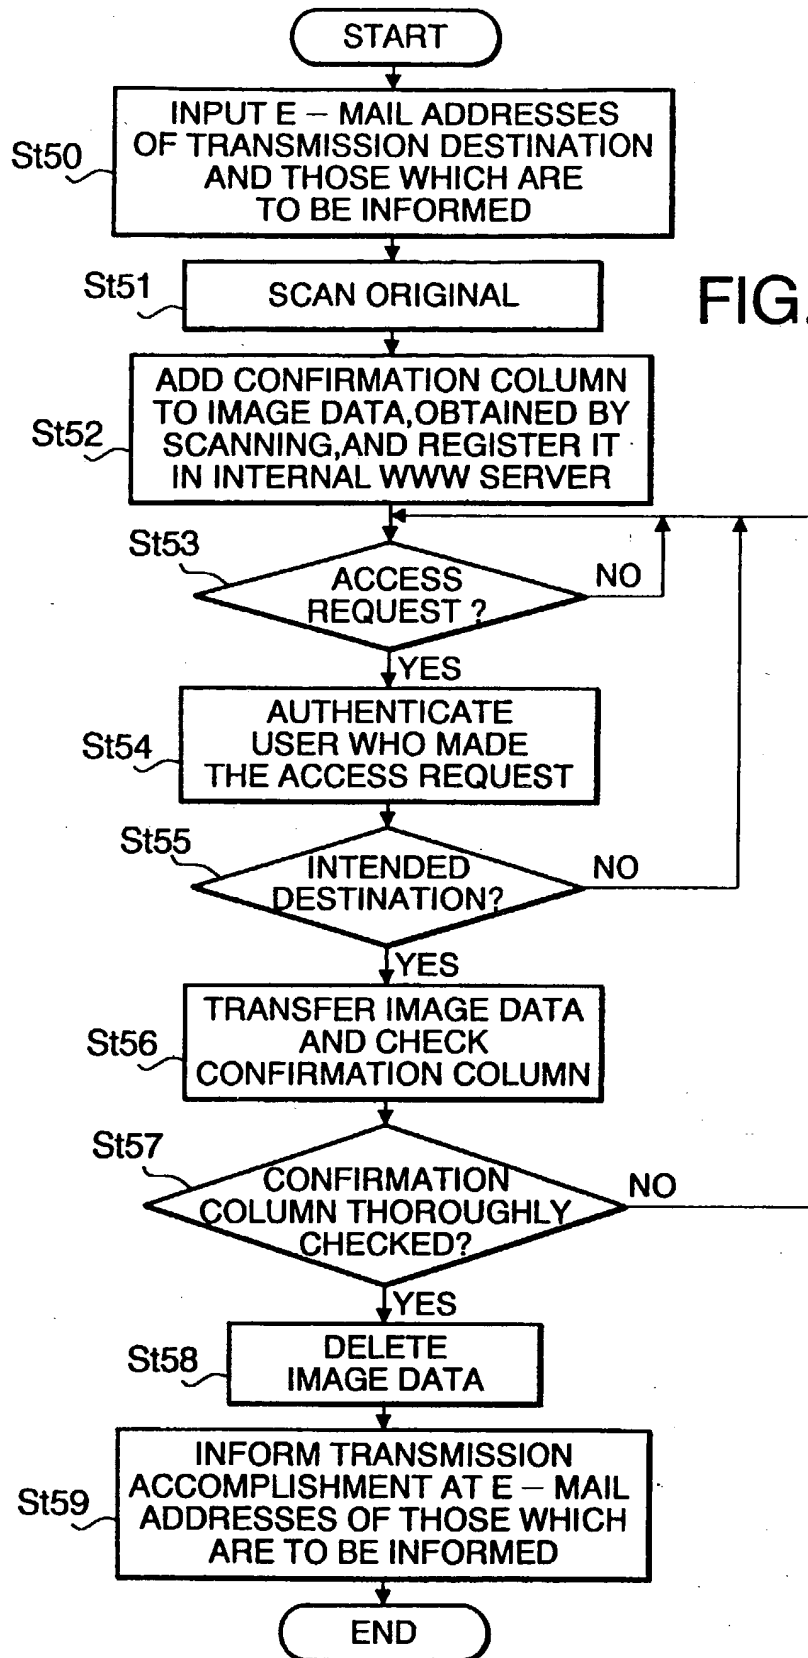 START
St50
INPUT E – MAIL ADDRESSES
OF TRANSMISSION DESTINATION
AND THOSE WHICH ARE
TO BE INFORMED
St51
SCAN ORIGINAL
FIG.
St52
ADD CONFIRMATION COLUMN
TO IMAGE DATA,OBTAINED BY
SCANNING,AND REGISTER IT
IN INTERNAL WWW SERVER
St53
ACCESS
REQUEST ?
NO
YES
St54
AUTHENTICATE
USER WHO MADE
THE ACCESS REQUEST
St55
INTENDED
DESTINATION?
NO
YES
St56
TRANSFER IMAGE DATA
AND CHECK
CONFIRMATION COLUMN
St57
CONFIRMATION
COLUMN THOROUGHLY
CHECKED?
NO
YES
St58
DELETE
IMAGE DATA
St59
INFORM TRANSMISSION
ACCOMPLISHMENT AT E – MAIL
ADDRESSES OF THOSE WHICH
ARE TO BE INFORMED
END